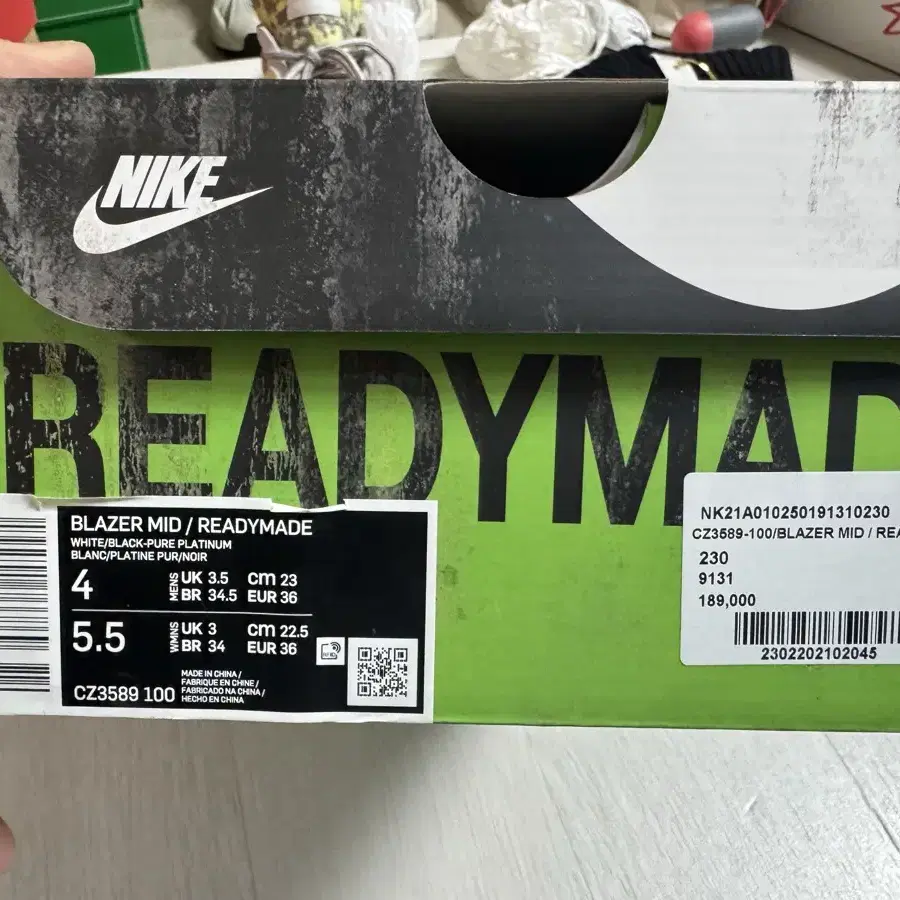 NIKE
READYMAD
BLAZER MID / READYMADE
WHITE/BLACK-PURE PLATINUM
BLANC/PLATINE PUR/NOIR
4 MENS UK 3.5 cm 23
BR 34.5 EUR 36
5.5 WMNS UK 3 cm 22.5
BR 34 EUR 36
CZ3589 100
MADE IN CHINA /
FABRIQUE EN CHINE /
FABRICADO NA CHINA /
HECHO EN CHINA
NK21A010250191310230
CZ3589-100/BLAZER MID / REA
230
9131
189,000
2302202102045